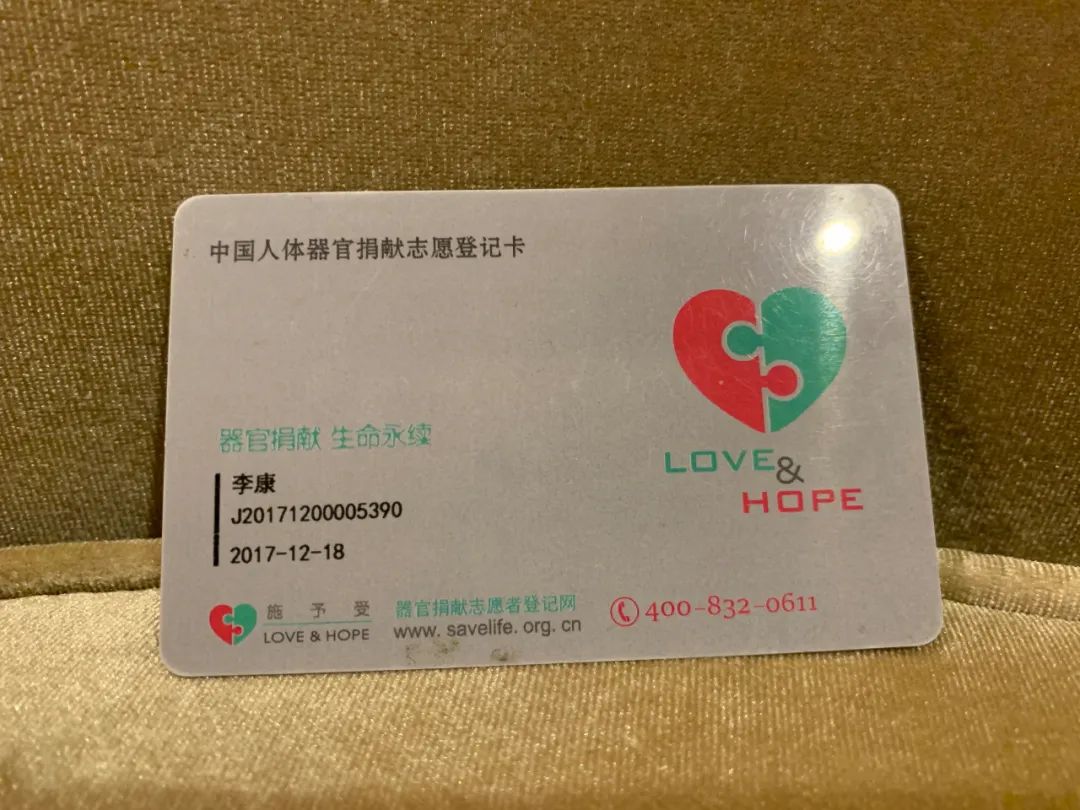 中国人体器官捐献志愿登记卡
LOVE
&
HOPE
器官捐献 生命永续
李康
J20171200005390
2017-12-18
施 予 受
LOVE & HOPE
器官捐献志愿者登记网
www.savelife.org.cn
400-832-0611